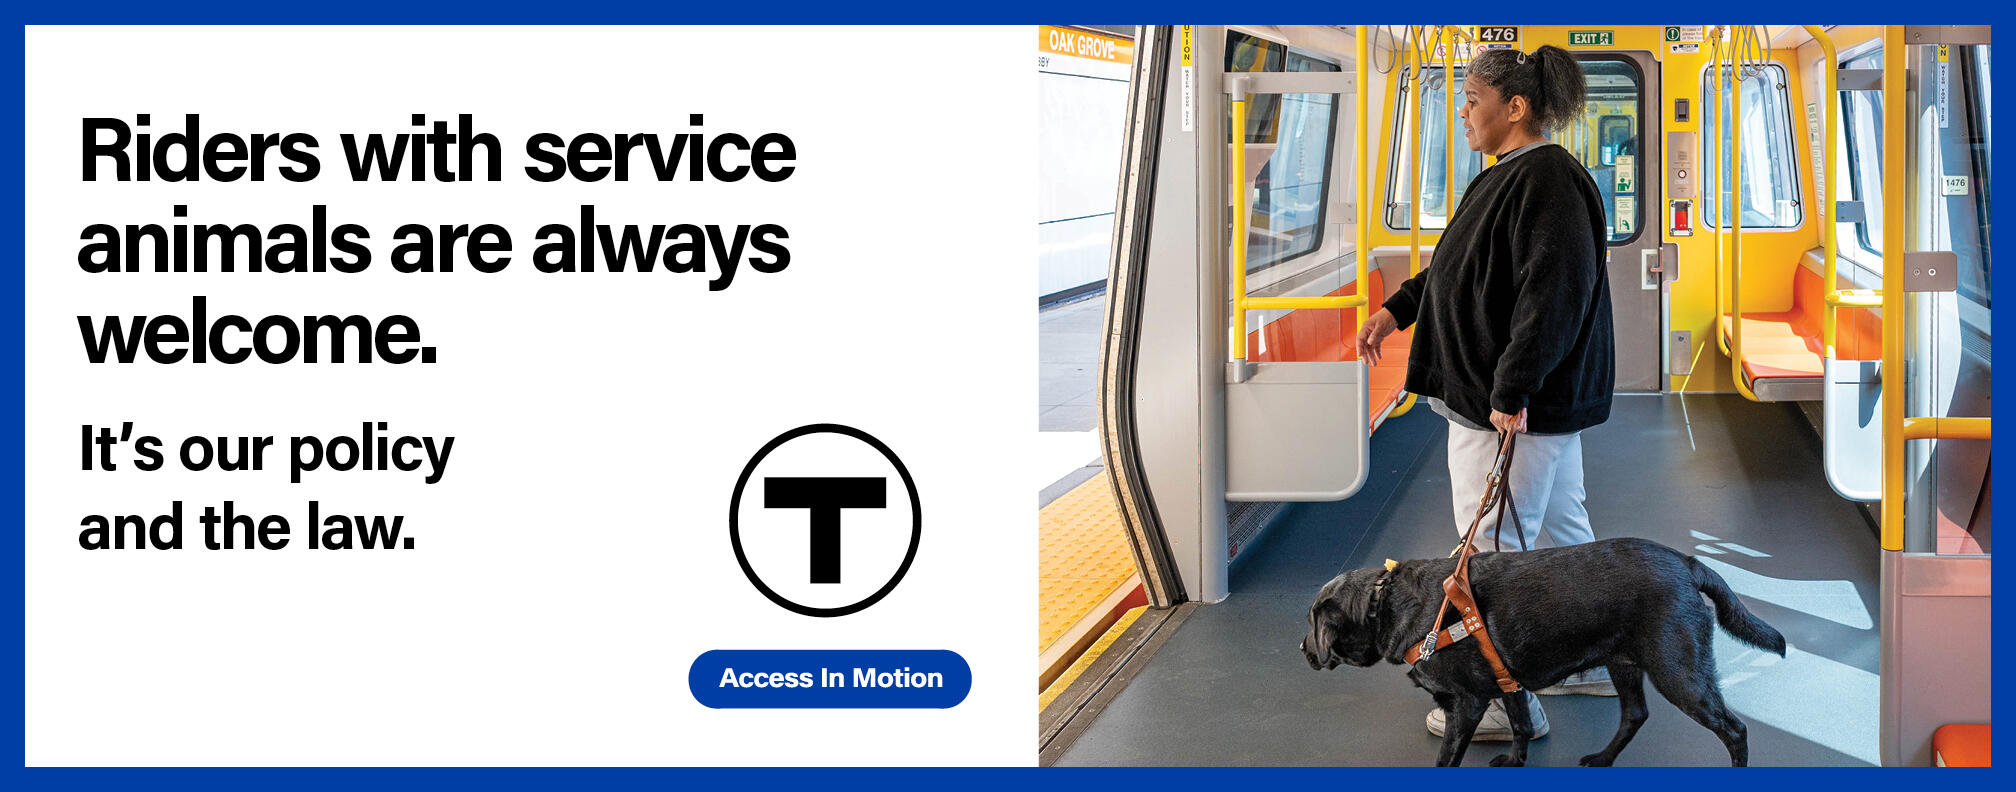 Riders with service
animals are always
welcome.
It's our policy
and the law.
T
Access In Motion
OAK GROVE
476
EXIT
1476